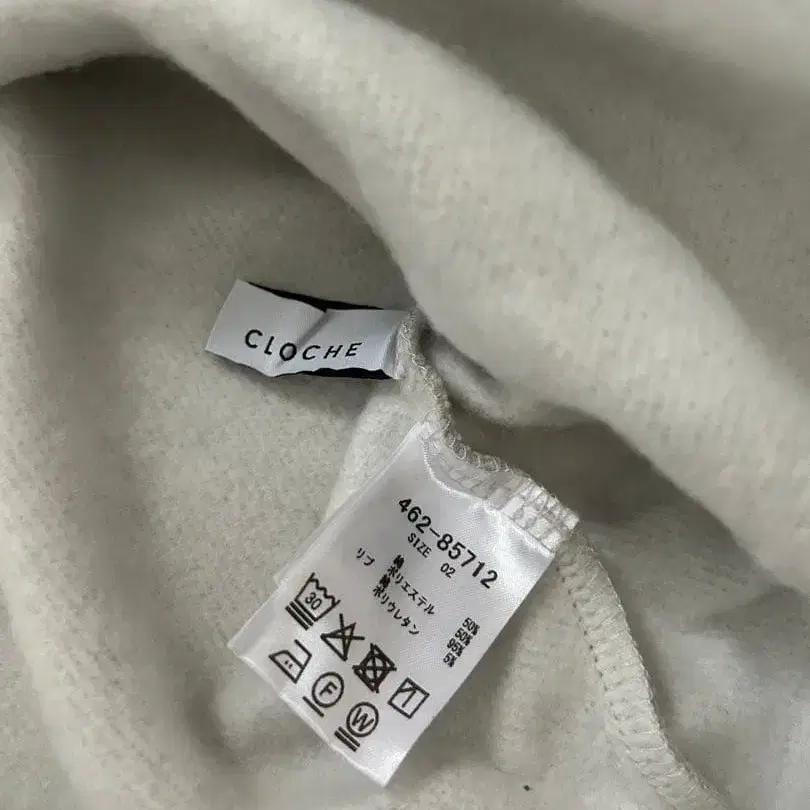 CLOCHE
462-85712
SIZE 02
綿 50%
ポリエステル 50%
リブ 綿 95%
ポリウレタン 5%
30
F
W